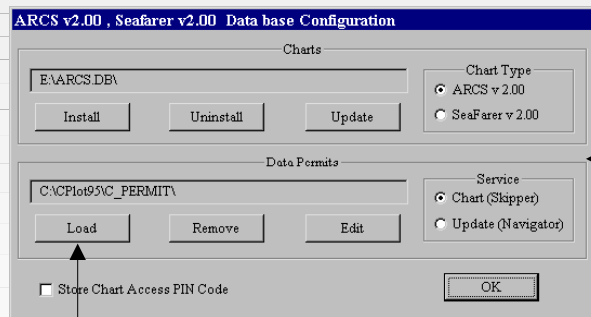 ARCS v2.00 , Seafarer v2.00 Data base Configuration
Charts
E:\ARCS.DB\
Install Uninstall Update
Chart Type
ARCS v 2.00
SeaFarer v 2.00
Data Permits
C:\CPlot95\C_PERMIT\
Load Remove Edit
Service
Chart (Skipper)
Update (Navigator)
Store Chart Access PIN Code
OK